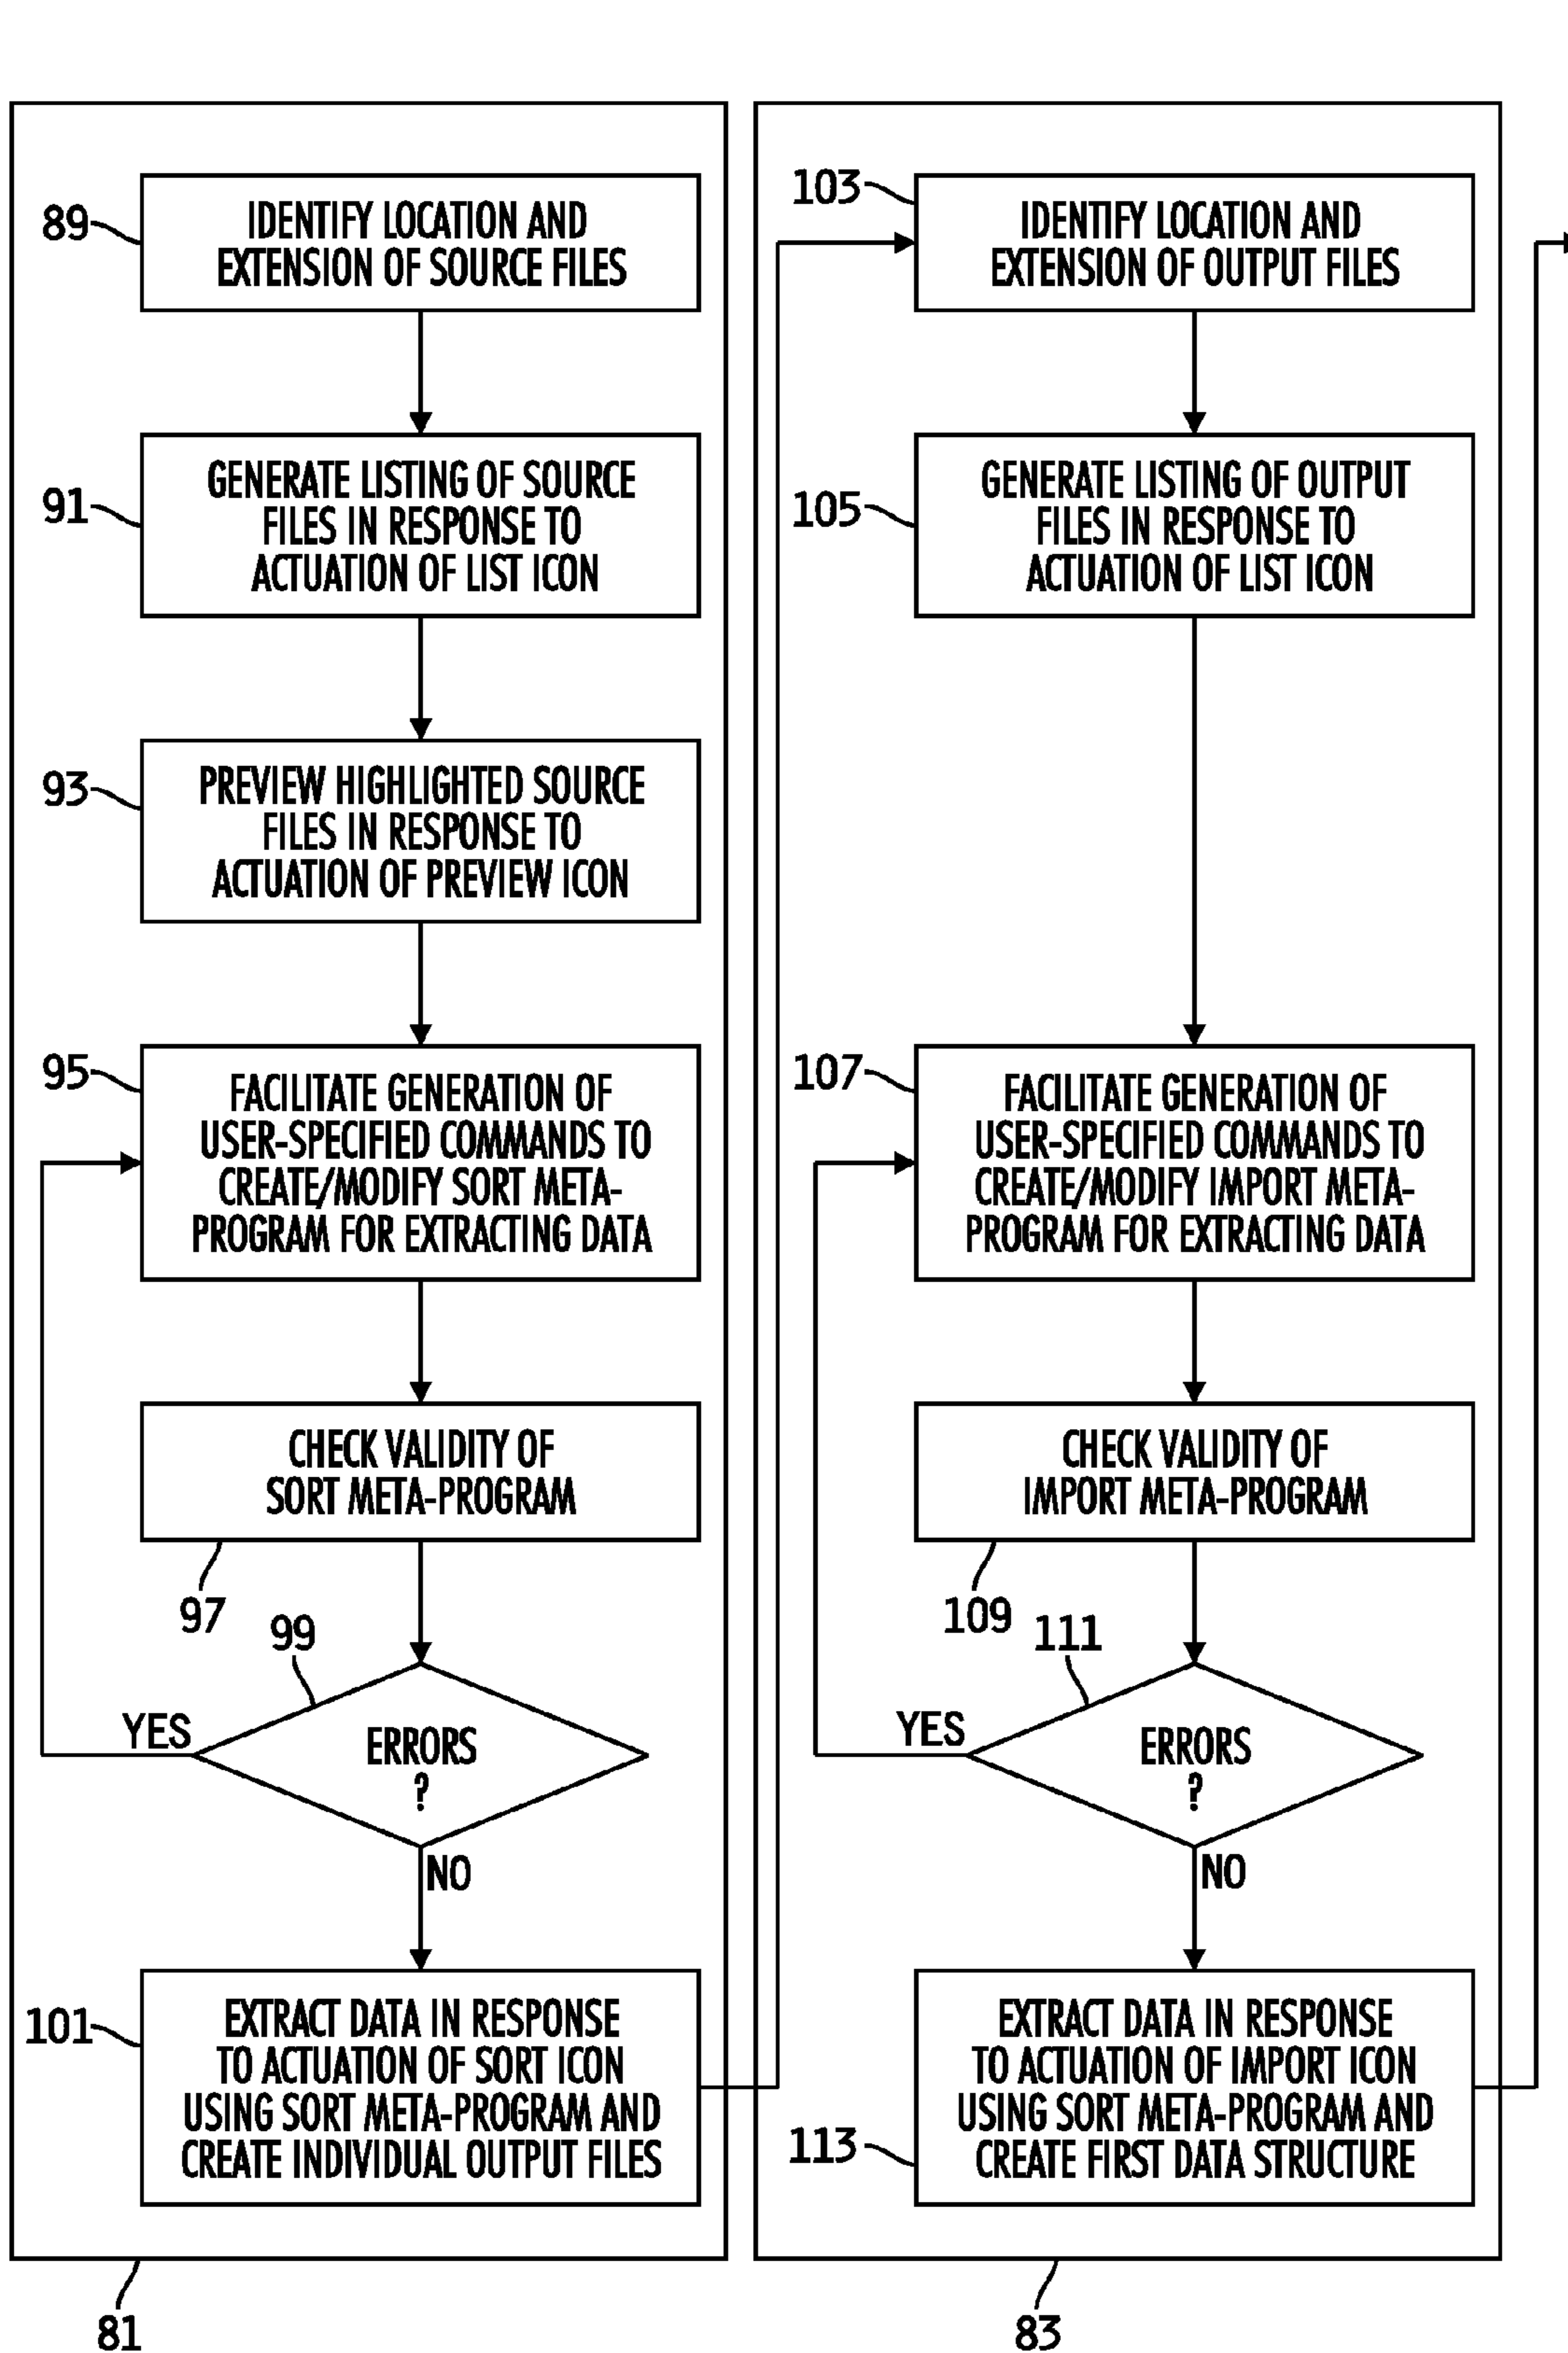 89
IDENTIFY LOCATION AND
EXTENSION OF SOURCE FILES
91
GENERATE LISTING OF SOURCE
FILES IN RESPONSE TO
ACTUATION OF LIST ICON
93
PREVIEW HIGHLIGHTED SOURCE
FILES IN RESPONSE TO
ACTUATION OF PREVIEW ICON
95
FACILITATE GENERATION OF
USER-SPECIFIED COMMANDS TO
CREATE/MODIFY SORT META-
PROGRAM FOR EXTRACTING DATA
CHECK VALIDITY OF
SORT META-PROGRAM
97
99
YES
ERRORS
?
NO
101
EXTRACT DATA IN RESPONSE
TO ACTUATION OF SORT ICON
USING SORT META-PROGRAM AND
CREATE INDIVIDUAL OUTPUT FILES
81
103
IDENTIFY LOCATION AND
EXTENSION OF OUTPUT FILES
105
GENERATE LISTING OF OUTPUT
FILES IN RESPONSE TO
ACTUATION OF LIST ICON
107
FACILITATE GENERATION OF
USER-SPECIFIED COMMANDS TO
CREATE/MODIFY IMPORT META-
PROGRAM FOR EXTRACTING DATA
CHECK VALIDITY OF
IMPORT META-PROGRAM
109
111
YES
ERRORS
?
NO
EXTRACT DATA IN RESPONSE
TO ACTUATION OF IMPORT ICON
USING SORT META-PROGRAM AND
CREATE FIRST DATA STRUCTURE
113
83